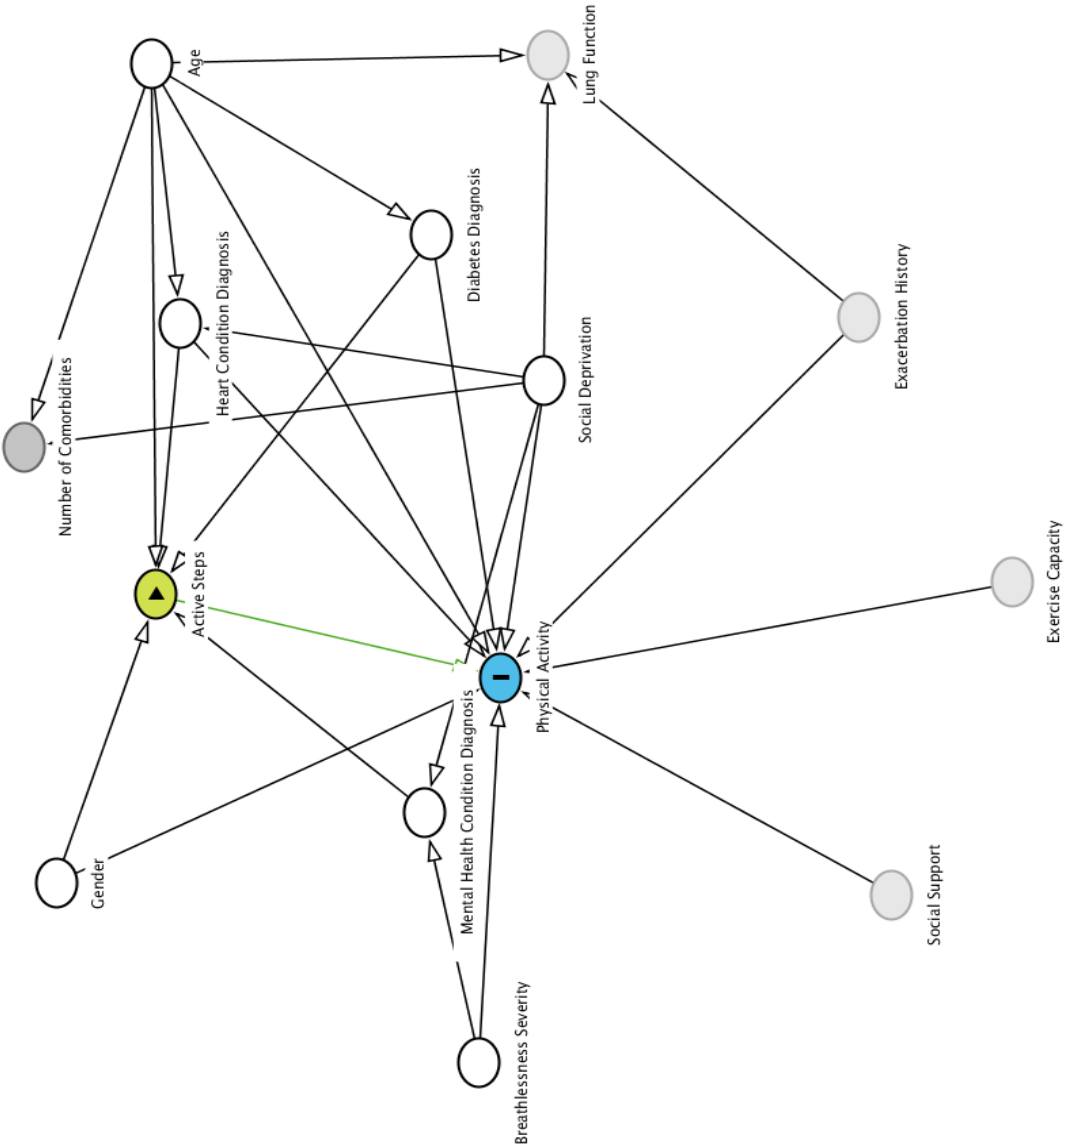 Age
Lung Function
Diabetes Diagnosis
Heart Condition Diagnosis
Number of Comorbidities
Social Deprivation
Exacerbation History
Active Steps
Physical Activity
Exercise Capacity
Mental Health Condition Diagnosis
Gender
Social Support
Breathlessness Severity